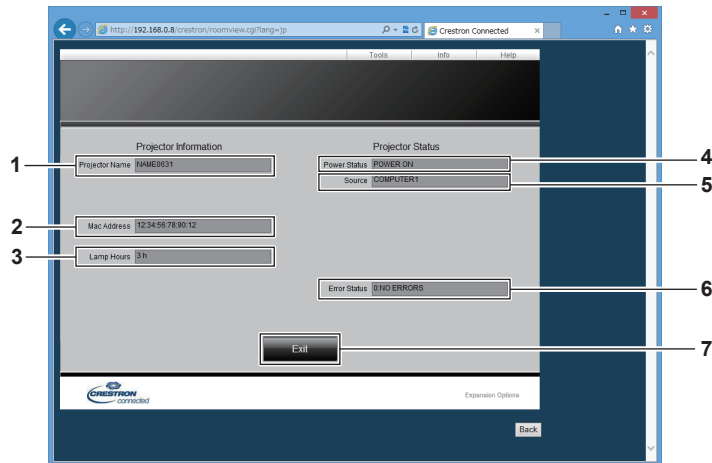 http://192.168.0.8/crestron/roomview.cgi?lang=jp
Crestron Connected
Tools Info Help
Projector Information
Projector Status
1
Projector Name NAME0631
Power Status POWER ON
4
Source COMPUTER1
5
2
Mac Address 12:34:56:78:90:12
3
Lamp Hours 3 h
Error Status 0:NO ERRORS
6
Exit
7
CRESTRON
connected
Expansion Options
Back